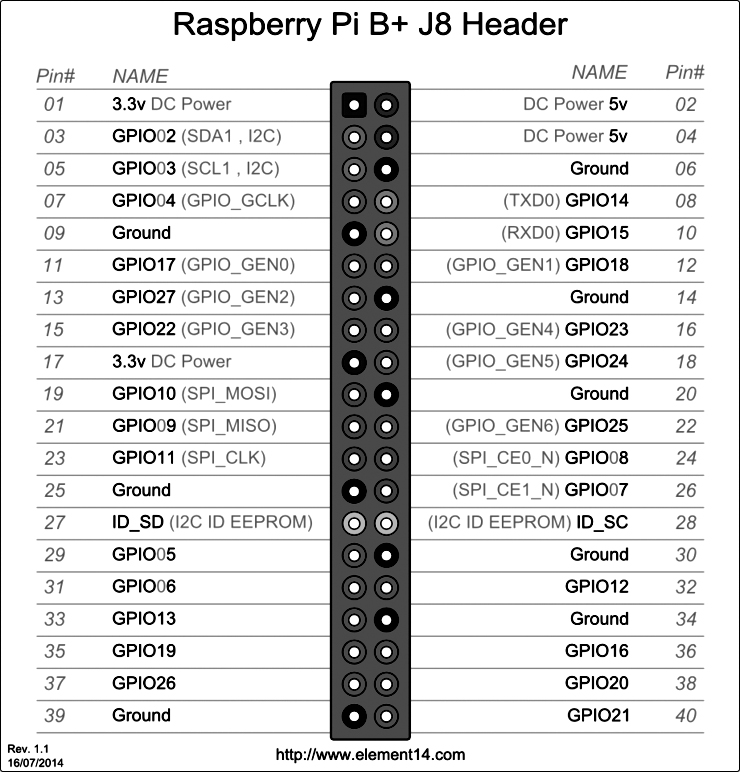 Raspberry Pi B+ J8 Header
Pin# NAME NAME Pin#
01 3.3v DC Power DC Power 5v 02
03 GPIO02 (SDA1 , I2C) DC Power 5v 04
05 GPIO03 (SCL1 , I2C) Ground 06
07 GPIO04 (GPIO_GCLK) (TXD0) GPIO14 08
09 Ground (RXD0) GPIO15 10
11 GPIO17 (GPIO_GEN0) (GPIO_GEN1) GPIO18 12
13 GPIO27 (GPIO_GEN2) Ground 14
15 GPIO22 (GPIO_GEN3) (GPIO_GEN4) GPIO23 16
17 3.3v DC Power (GPIO_GEN5) GPIO24 18
19 GPIO10 (SPI_MOSI) Ground 20
21 GPIO09 (SPI_MISO) (GPIO_GEN6) GPIO25 22
23 GPIO11 (SPI_CLK) (SPI_CE0_N) GPIO08 24
25 Ground (SPI_CE1_N) GPIO07 26
27 ID_SD (I2C ID EEPROM) (I2C ID EEPROM) ID_SC 28
29 GPIO05 Ground 30
31 GPIO06 GPIO12 32
33 GPIO13 Ground 34
35 GPIO19 GPIO16 36
37 GPIO26 GPIO20 38
39 Ground GPIO21 40
Rev. 1.1
16/07/2014
http://www.element14.com